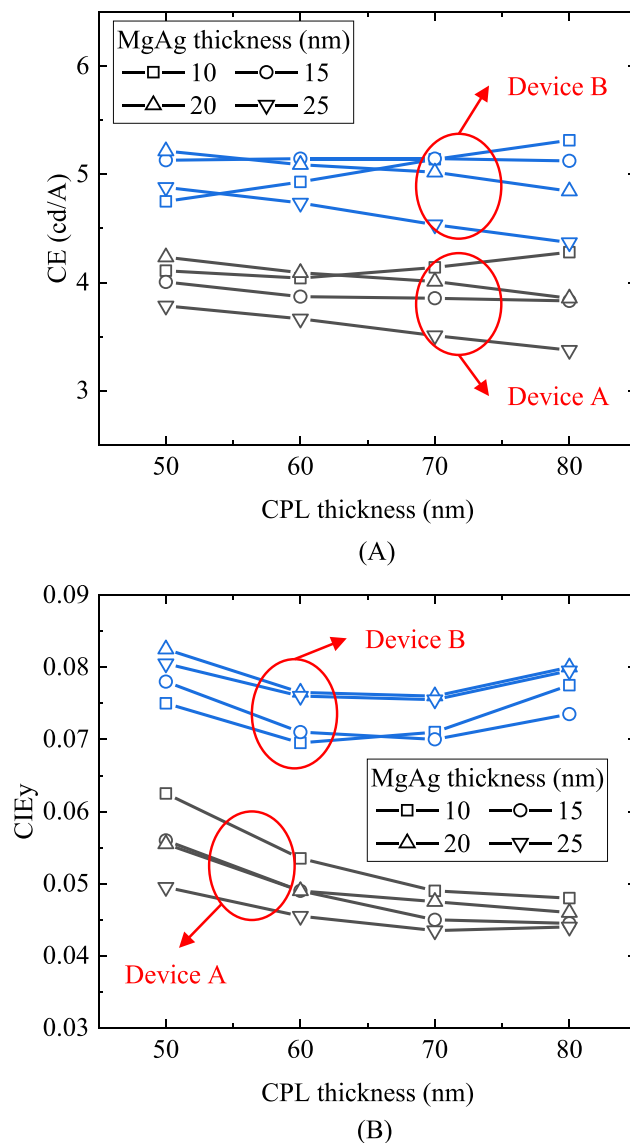 MgAg thickness (nm)
10 15
20 25
Device B
Device A
6
5
4
3
CE (cd/A)
50 60 70 80
CPL thickness (nm)
(A)
0.09
0.08
0.07
0.06
0.05
0.04
0.03
CIEy
Device B
MgAg thickness (nm)
10 15
20 25
Device A
50 60 70 80
CPL thickness (nm)
(B)